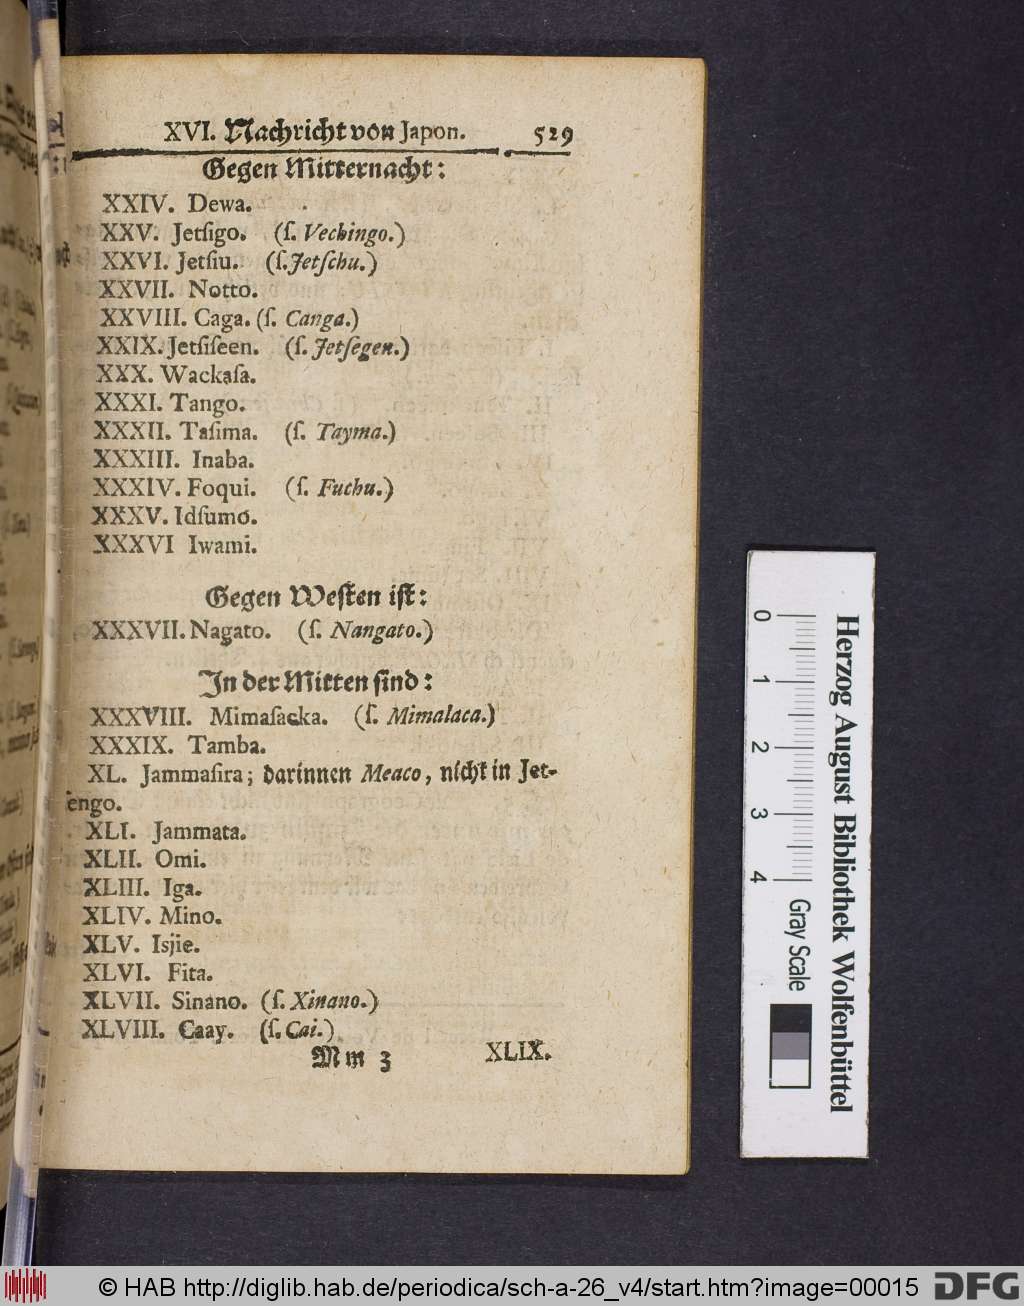 XVI. Nachricht von Japon. 529
Gegen Mitternacht:
XXIV. Dewa.
XXV. Jetſigo. (ſ. Vechingo.)
XXVI. Jetſiu. (ſ. Jetſchu.)
XXVII. Notto.
XXVIII. Caga. (ſ. Canga.)
XXIX. Jetſiſeen. (ſ. Jetſegen.)
XXX. Wackaſa.
XXXI. Tango.
XXXII. Taſima. (ſ. Tayma.)
XXXIII. Inaba.
XXXIV. Foqui. (ſ. Fuchu.)
XXXV. Idſumo.
XXXVI Iwami.
Gegen Weſten iſt:
XXXVII. Nagato. (ſ. Nangato.)
In der Mitten ſind:
XXXVIII. Mimaſacka. (ſ. Mimalaca.)
XXXIX. Tamba.
XL. Jammaſira; darinnen Meaco, nicht in Jet-
ſengo.
XLI. Jammata.
XLII. Omi.
XLIII. Iga.
XLIV. Mino.
XLV. Isjie.
XLVI. Fita.
XLVII. Sinano. (ſ. Xinano.)
XLVIII. Caay. (ſ. Cai.)
Mm 3 XLIX.
Herzog August Bibliothek Wolfenbüttel
0 1 2 3 4 Gray Scale
© HAB http://diglib.hab.de/periodica/sch-a-26_v4/start.htm?image=00015 DFG